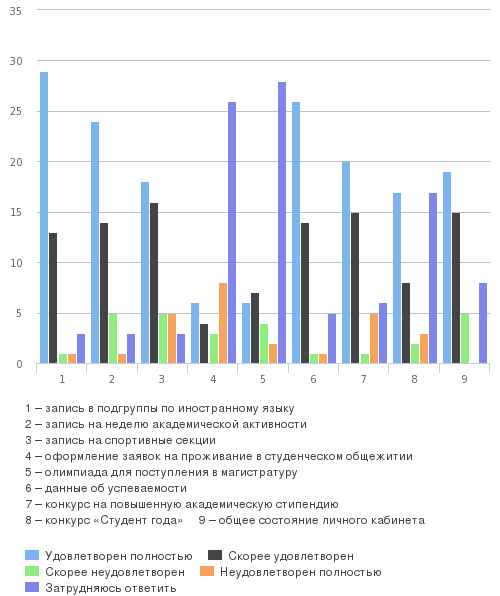 35
30
25
20
15
10
5
0
1 2 3 4 5 6 7 8 9
1 – запись в подгруппы по иностранному языку
2 – запись на неделю академической активности
3 – запись на спортивные секции
4 – оформление заявок на проживание в студенческом общежитии
5 – олимпиада для поступления в магистратуру
6 – данные об успеваемости
7 – конкурс на повышенную академическую стипендию
8 – конкурс «Студент года» 9 – общее состояние личного кабинета
Удовлетворен полностью Скорее удовлетворен
Скорее неудовлетворен Неудовлетворен полностью
Затрудняюсь ответить